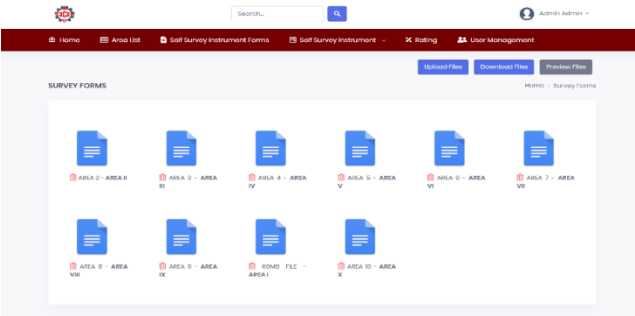 Search...
Admin Admin
Home Area List Self Survey Instrument Forms Self Survey Instrument Rating User Management
Upload Files Download Files Preview Files
SURVEY FORMS Home / Survey Forms
AREA 2 - AREA II AREA 3 - AREA AREA 4 - AREA AREA 5 - AREA AREA 6 - AREA AREA 7 - AREA
III IV V VI VII
AREA 8 - AREA AREA 9 - AREA 60MB FILE - AREA 10 - AREA
VIII IX AREA I X